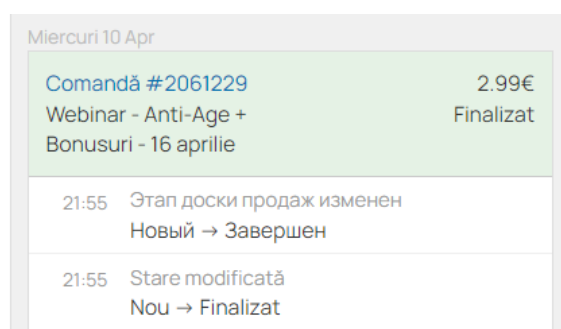 Miercuri 10 Apr
Comandă #2061229 2.99€
Webinar - Anti-Age + Finalizat
Bonusuri - 16 aprilie
21:55 Этап доски продаж изменен
Новый → Завершен
21:55 Stare modificată
Nou → Finalizat